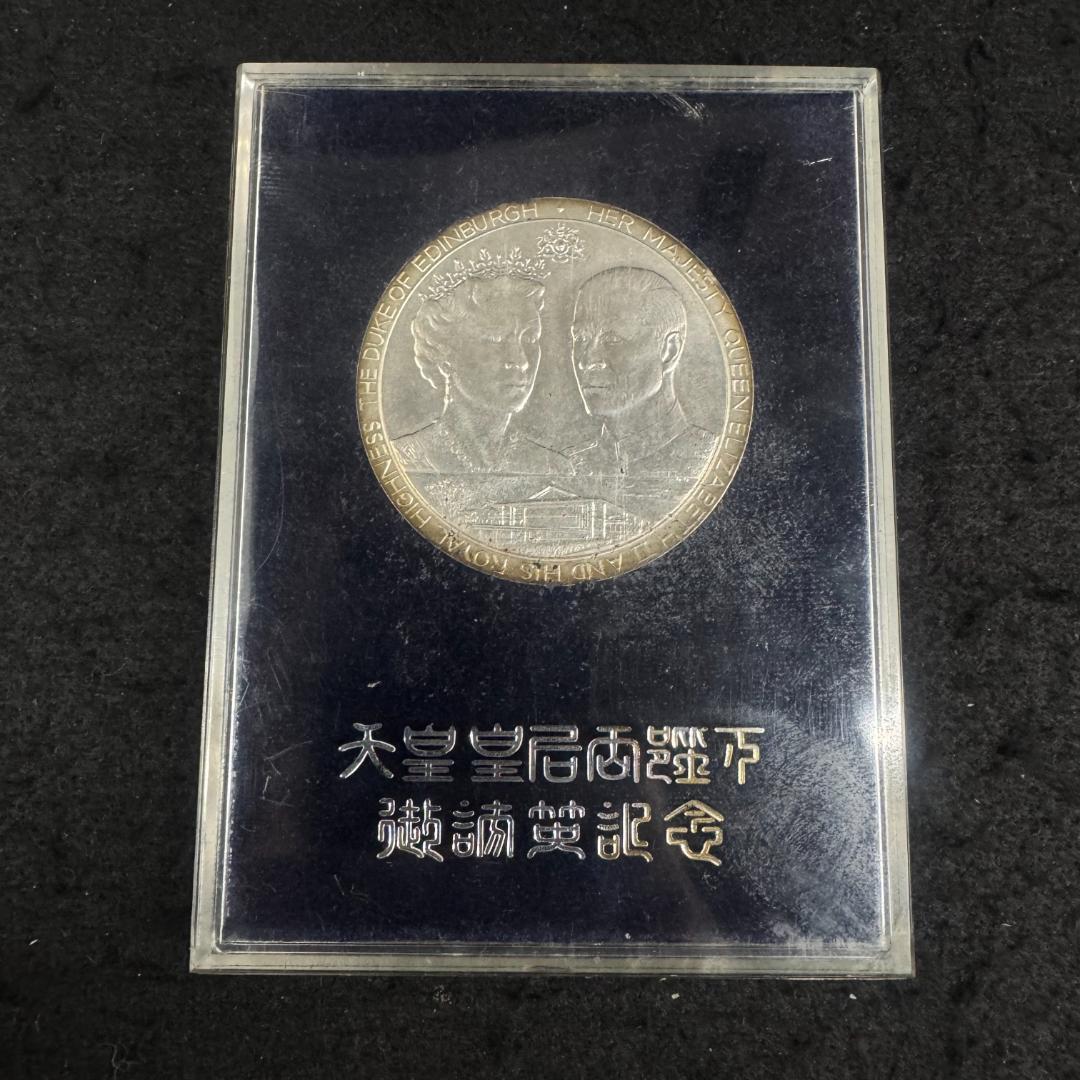 HER MAJESTY QUEEN ELIZABETH II AND HIS ROYAL HIGHNESS THE DUKE OF EDINBURGH
天皇皇后両陛下
御訪英記念